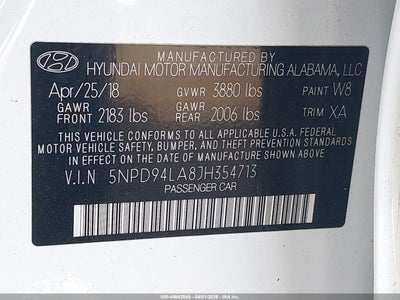 MANUFACTURED BY
HYUNDAI MOTOR MANUFACTURING ALABAMA, LLC
Apr/25/18 GVWR 3880 lbs PAINT W8
GAWR FRONT 2183 lbs GAWR REAR 2006 lbs TRIM XA
THIS VEHICLE CONFORMS TO ALL APPLICABLE U.S.A. FEDERAL
MOTOR VEHICLE SAFETY, BUMPER, AND THEFT PREVENTION
STANDARDS IN EFFECT ON THE DATE OF MANUFACTURE
SHOWN ABOVE.
V.I.N 5NPD94LA8JH354713
PASSENGER CAR